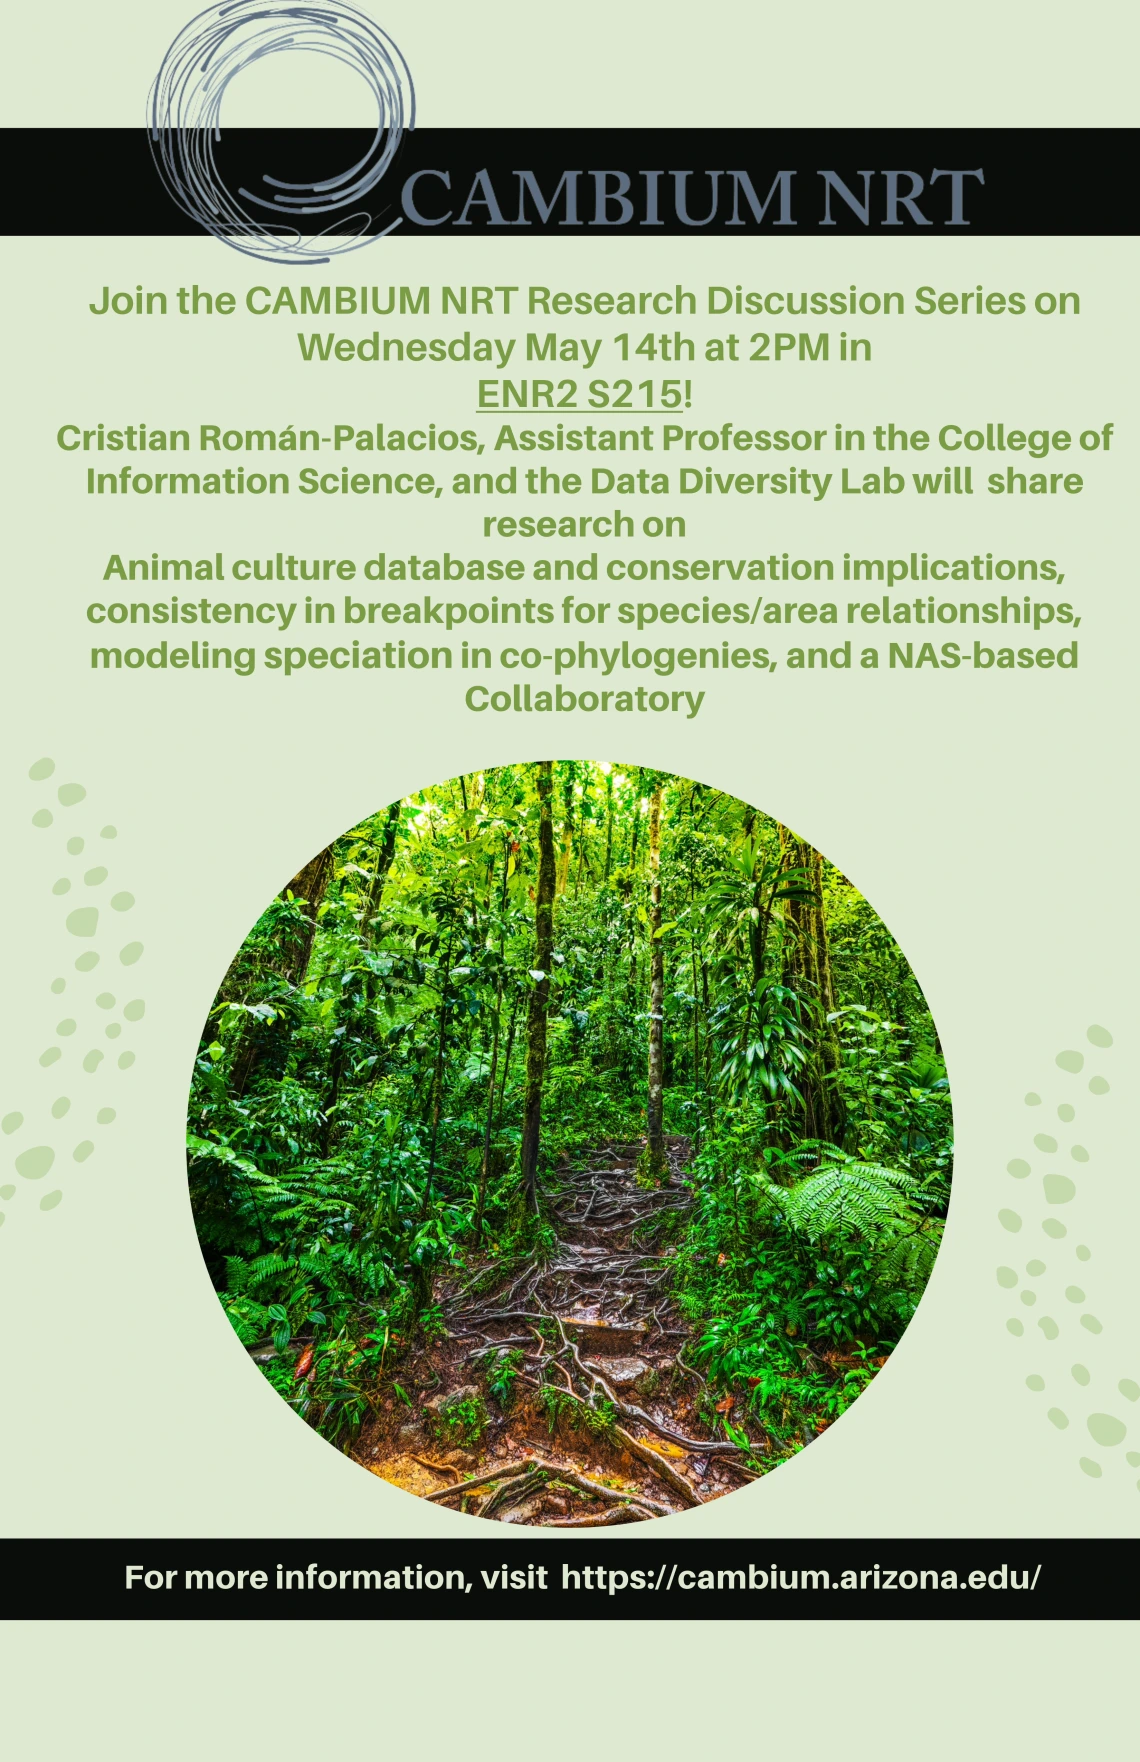 CAMBIUM NRT
Join the CAMBIUM NRT Research Discussion Series on
Wednesday May 14th at 2PM in
ENR2 S215!
Cristian Román-Palacios, Assistant Professor in the College of
Information Science, and the Data Diversity Lab will  share
research on
Animal culture database and conservation implications,
consistency in breakpoints for species/area relationships,
modeling speciation in co-phylogenies, and a NAS-based
Collaboratory
For more information, visit  https://cambium.arizona.edu/